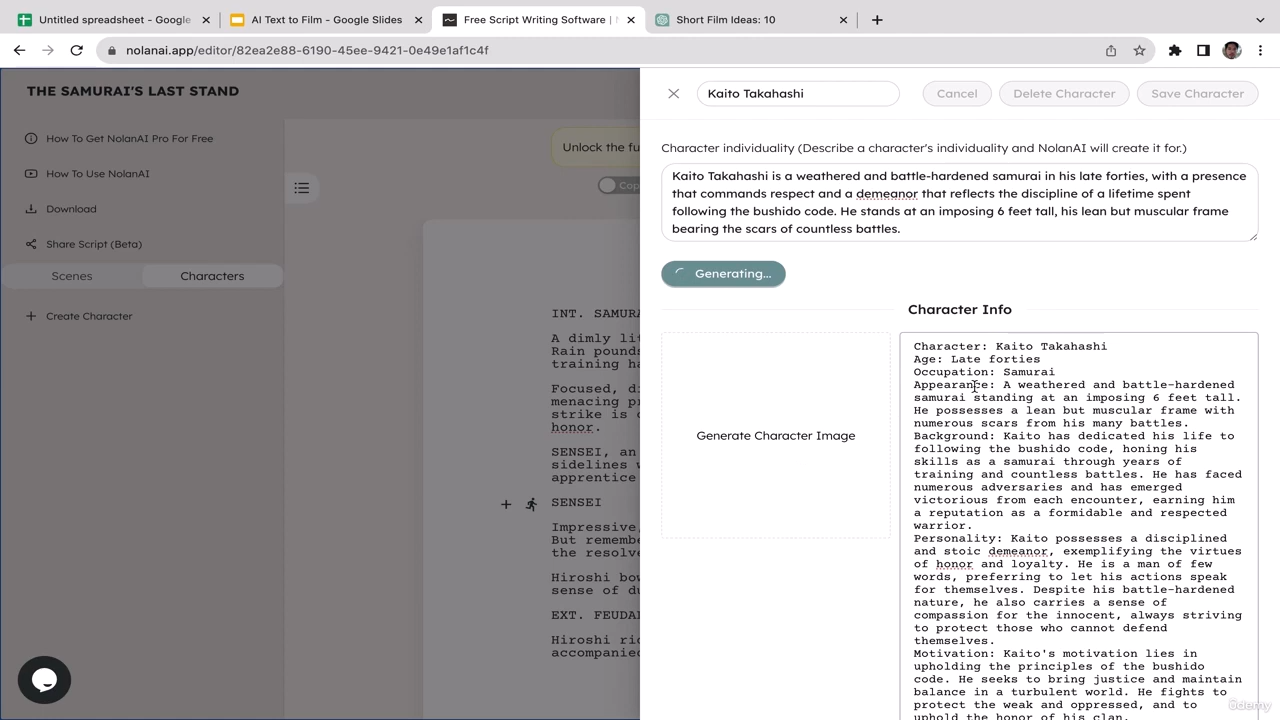 Untitled spreadsheet - Google
AI Text to Film - Google Slides
Free Script Writing Software |
Short Film Ideas: 10
nolanai.app/editor/82ea2e88-6190-45ee-9421-0e49e1af1c4f
THE SAMURAI'S LAST STAND
How To Get NolanAI Pro For Free
How To Use NolanAI
Download
Share Script (Beta)
Scenes
Characters
Create Character
Unlock the fu
Cop
INT. SAMURA
A dimly lit
Rain pounds
training ha
Focused, di
menacing pr
strike is c
honor.
SENSEI, an
sidelines w
apprentice
SENSEI
Impressive,
But remembe
the resolve
Hiroshi bow
sense of du
EXT. FEUDAL
Hiroshi rid
accompanied
Kaito Takahashi
Cancel
Delete Character
Save Character
Character individuality (Describe a character's individuality and NolanAI will create it for.)
Kaito Takahashi is a weathered and battle-hardened samurai in his late forties, with a presence
that commands respect and a demeanor that reflects the discipline of a lifetime spent
following the bushido code. He stands at an imposing 6 feet tall, his lean but muscular frame
bearing the scars of countless battles.
Generating...
Character Info
Generate Character Image
Character: Kaito Takahashi
Age: Late forties
Occupation: Samurai
Appearance: A weathered and battle-hardened
samurai standing at an imposing 6 feet tall.
He possesses a lean but muscular frame with
numerous scars from his many battles.
Background: Kaito has dedicated his life to
following the bushido code, honing his
skills as a samurai through years of
training and countless battles. He has faced
numerous adversaries and has emerged
victorious from each encounter, earning him
a reputation as a formidable and respected
warrior.
Personality: Kaito possesses a disciplined
and stoic demeanor, exemplifying the virtues
of honor and loyalty. He is a man of few
words, preferring to let his actions speak
for themselves. Despite his battle-hardened
nature, he also carries a sense of
compassion for the innocent, always striving
to protect those who cannot defend
themselves.
Motivation: Kaito's motivation lies in
upholding the principles of the bushido
code. He seeks to bring justice and maintain
balance in a turbulent world. He fights to
protect the weak and oppressed, and to
uphold the honor of his clan.
ûdemy